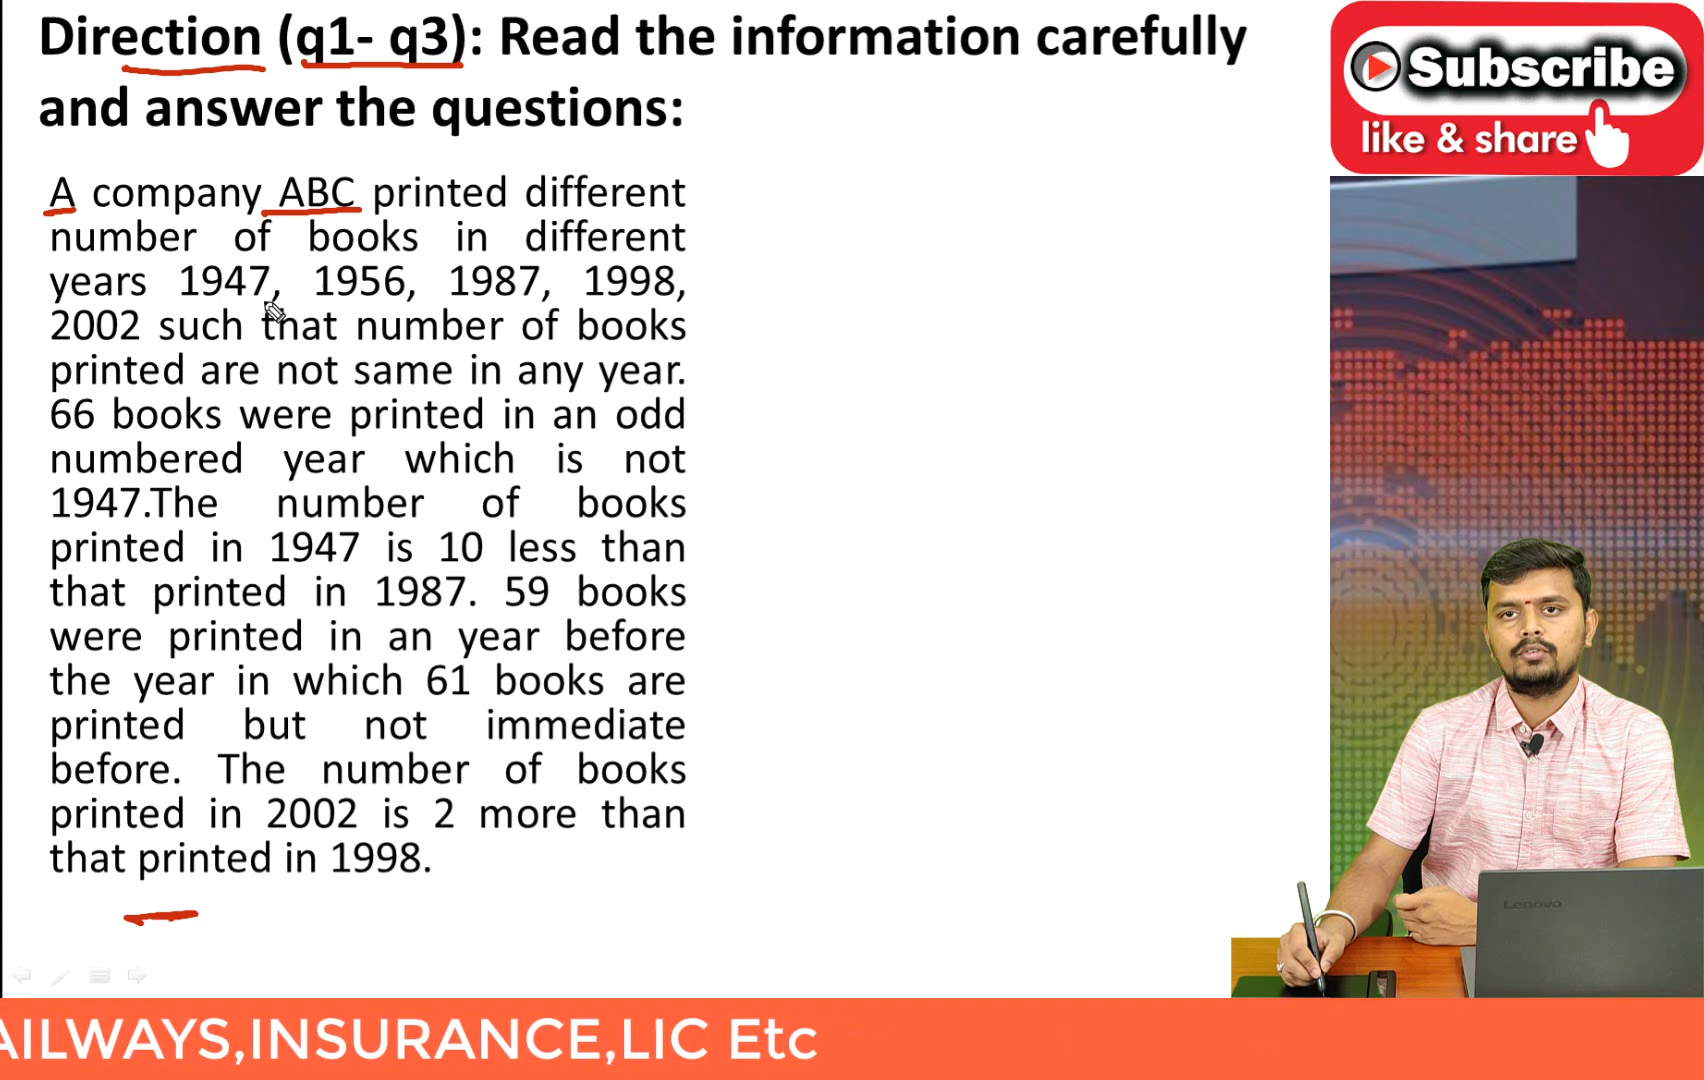 Direction (q1- q3): Read the information carefully
and answer the questions:
Subscribe
like & share
A company ABC printed different
number of books in different
years 1947, 1956, 1987, 1998,
2002 such that number of books
printed are not same in any year.
66 books were printed in an odd
numbered year which is not
1947.The number of books
printed in 1947 is 10 less than
that printed in 1987. 59 books
were printed in an year before
the year in which 61 books are
printed but not immediate
before. The number of books
printed in 2002 is 2 more than
that printed in 1998.
Lenovo
AILWAYS,INSURANCE,LIC Etc